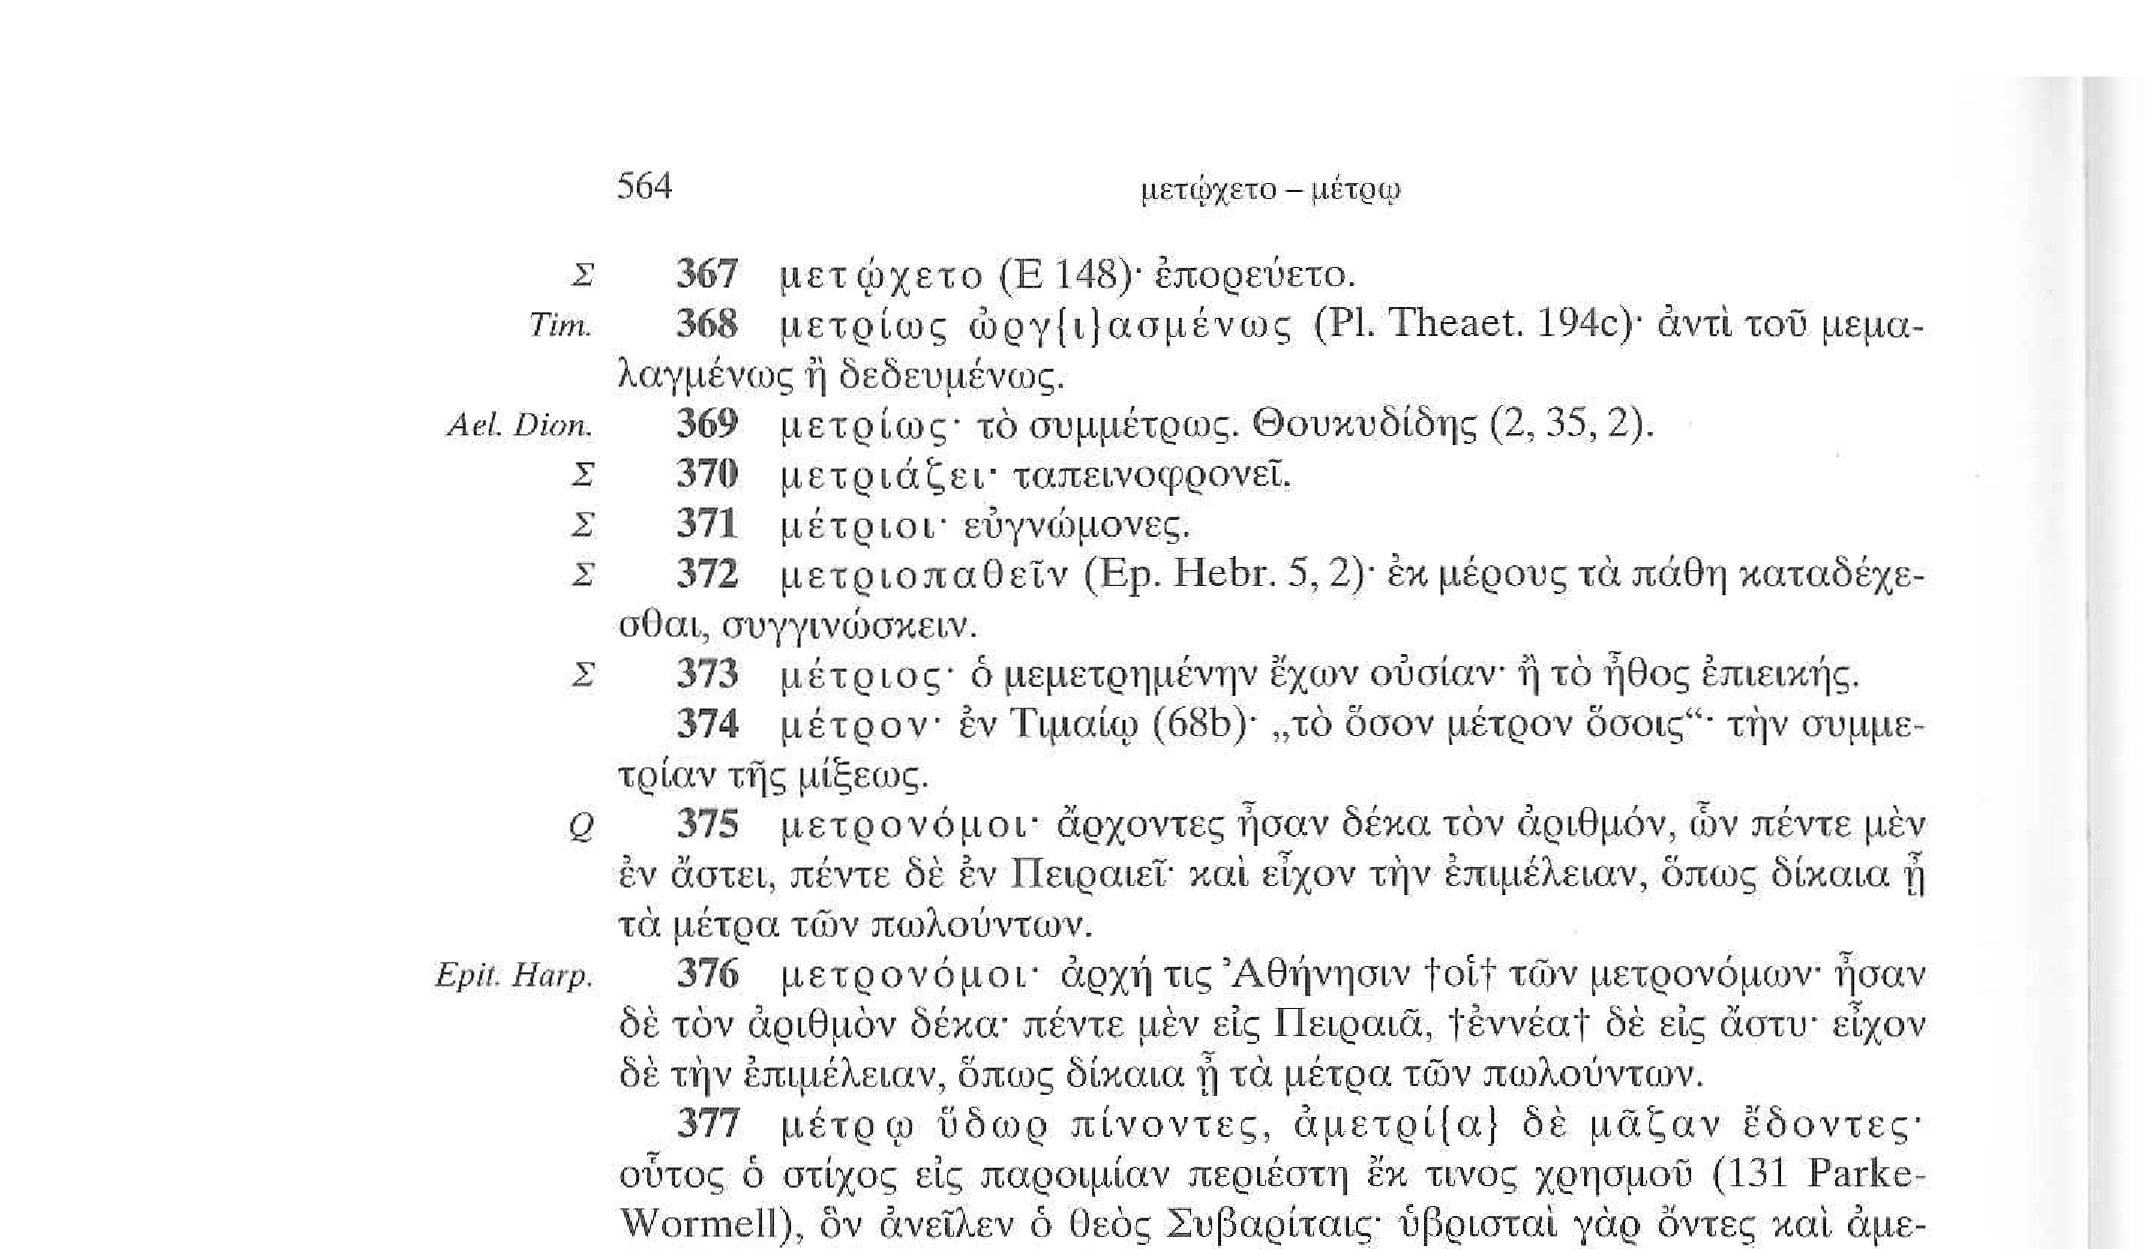 564 μετῴχετο – μέτρῳ
Σ 367 μετῴχετο (Ε 148)· ἐπορεύετο.
Tim. 368 μετρίως ὠργ{ι}ασμένως (Pl. Theaet. 194c)· ἀντὶ τοῦ μεμα-
λαγμένως ἢ δεδευμένως.
Ael. Dion. 369 μετρίως· τὸ συμμέτρως. Θουκυδίδης (2, 35, 2).
Σ 370 μετριάζει· ταπεινοφρονεῖ.
Σ 371 μέτριοι· εὐγνώμονες.
Σ 372 μετριοπαθεῖν (Ep. Hebr. 5, 2)· ἐκ μέρους τὰ πάθη καταδέχε-
σθαι, συγγινώσκειν.
Σ 373 μέτριος· ὁ μεμετρημένην ἔχων οὐσίαν· ἢ τὸ ἦθος ἐπιεικής.
374 μέτρον· ἐν Τιμαίῳ (68b)· „τὸ ὅσον μέτρον ὅσοις“· τὴν συμμε-
τρίαν τῆς μίξεως.
Q 375 μετρονόμοι· ἄρχοντες ἦσαν δέκα τὸν ἀριθμόν, ὧν πέντε μὲν
ἐν ἄστει, πέντε δὲ ἐν Πειραιεῖ· καὶ εἶχον τὴν ἐπιμέλειαν, ὅπως δίκαια ᾖ
τὰ μέτρα τῶν πωλούντων.
Epit. Harp. 376 μετρονόμοι· ἀρχή τις Ἀθήνησιν †οἱ† τῶν μετρονόμων· ἦσαν
δὲ τὸν ἀριθμὸν δέκα· πέντε μὲν εἰς Πειραιᾶ, †ἐννέα† δὲ εἰς ἄστυ· εἶχον
δὲ τὴν ἐπιμέλειαν, ὅπως δίκαια ᾖ τὰ μέτρα τῶν πωλούντων.
377 μέτρῳ ὕδωρ πίνοντες, ἀμετρί{α} δὲ μᾶζαν ἔδοντες·
οὗτος ὁ στίχος εἰς παροιμίαν περιέστη ἔκ τινος χρησμοῦ (131 Parke-
Wormell), ὃν ἀνεῖλεν ὁ θεὸς Συβαρίταις· ὑβρισταὶ γὰρ ὄντες καὶ ἀμε-